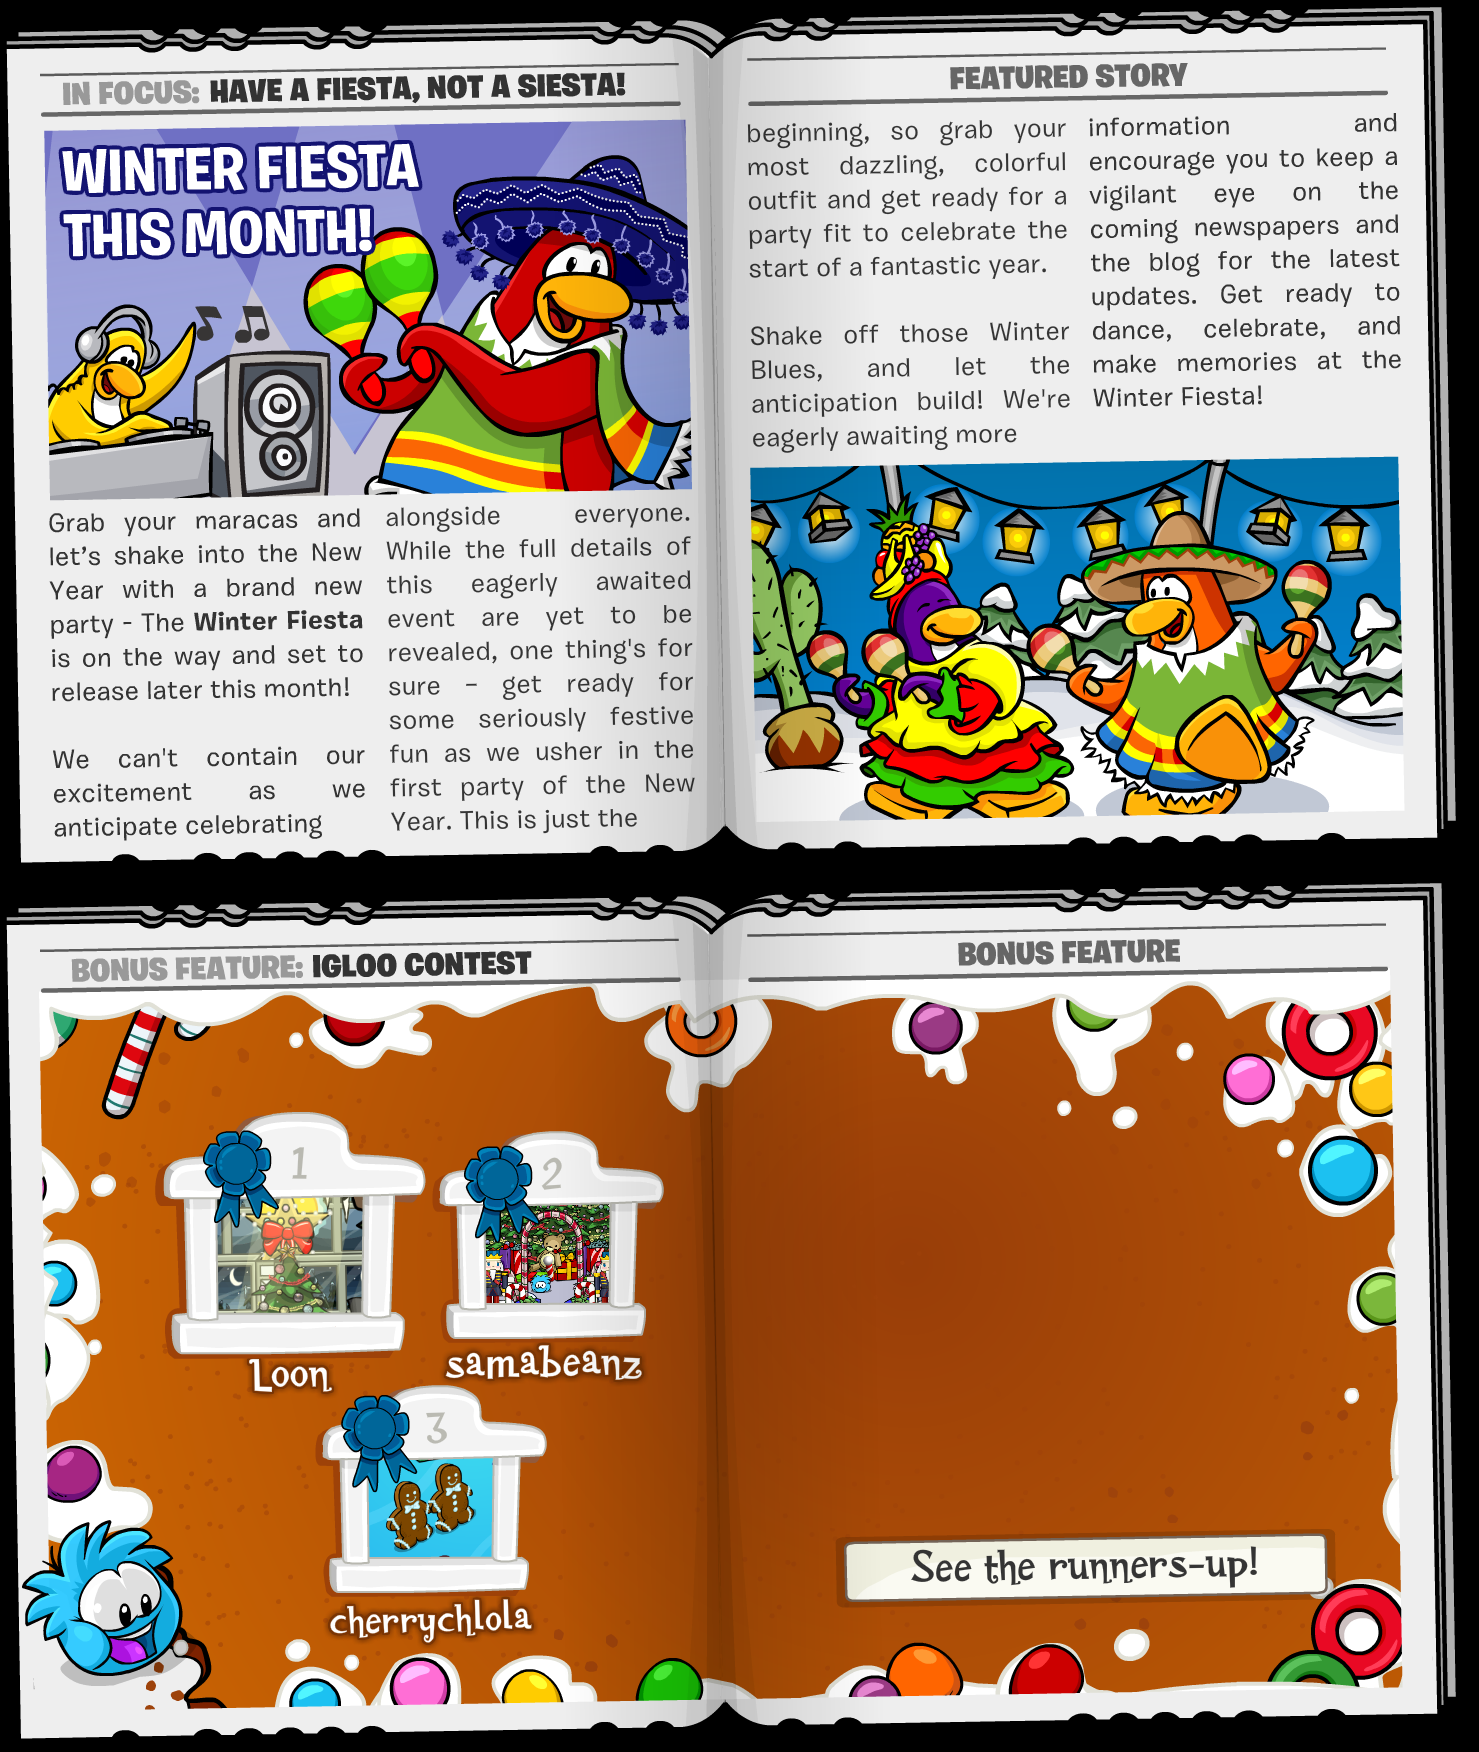 IN FOCUS: HAVE A FIESTA, NOT A SIESTA!
WINTER FIESTA
THIS MONTH!
Grab your maracas and
let’s shake into the New
Year with a brand new
party - The Winter Fiesta
is on the way and set to
release later this month!
We can't contain our
excitement as we
anticipate celebrating
alongside everyone.
While the full details of
this eagerly awaited
event are yet to be
revealed, one thing's for
sure – get ready for
some seriously festive
fun as we usher in the
first party of the New
Year. This is just the
FEATURED STORY
beginning, so grab your
most dazzling, colorful
outfit and get ready for a
party fit to celebrate the
start of a fantastic year.
Shake off those Winter
Blues, and let the
anticipation build! We're
eagerly awaiting more
information and
encourage you to keep a
vigilant eye on the
coming newspapers and
the blog for the latest
updates. Get ready to
dance, celebrate, and
make memories at the
Winter Fiesta!
BONUS FEATURE: IGLOO CONTEST
1
Loon
2
samabeanz
3
cherrychlola
BONUS FEATURE
See the runners-up!